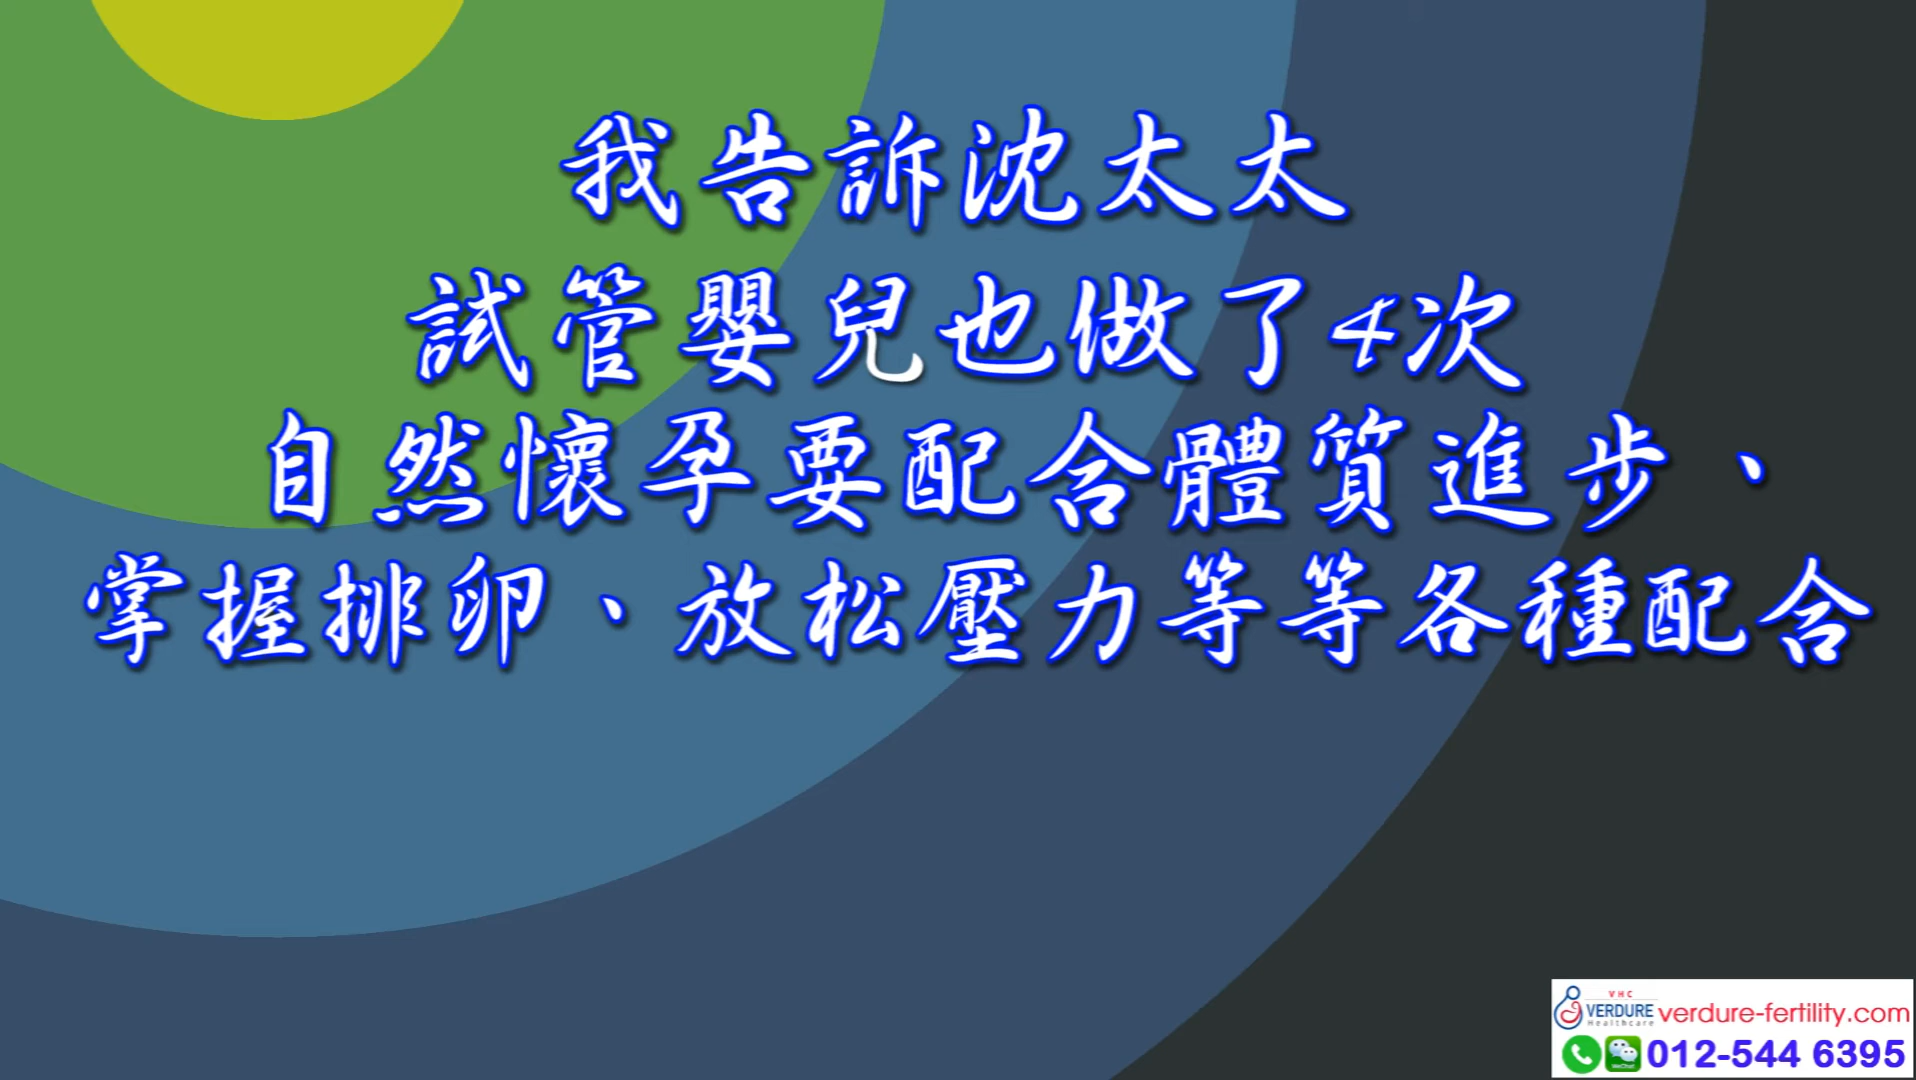 我告訴沈太太
試管嬰兒也做了4次
自然懷孕要配合體質進步、
掌握排卵、放松壓力等等各種配合
VHC
VERDURE
Healthcare
verdure-fertility.com
WeChat
012-544 6395